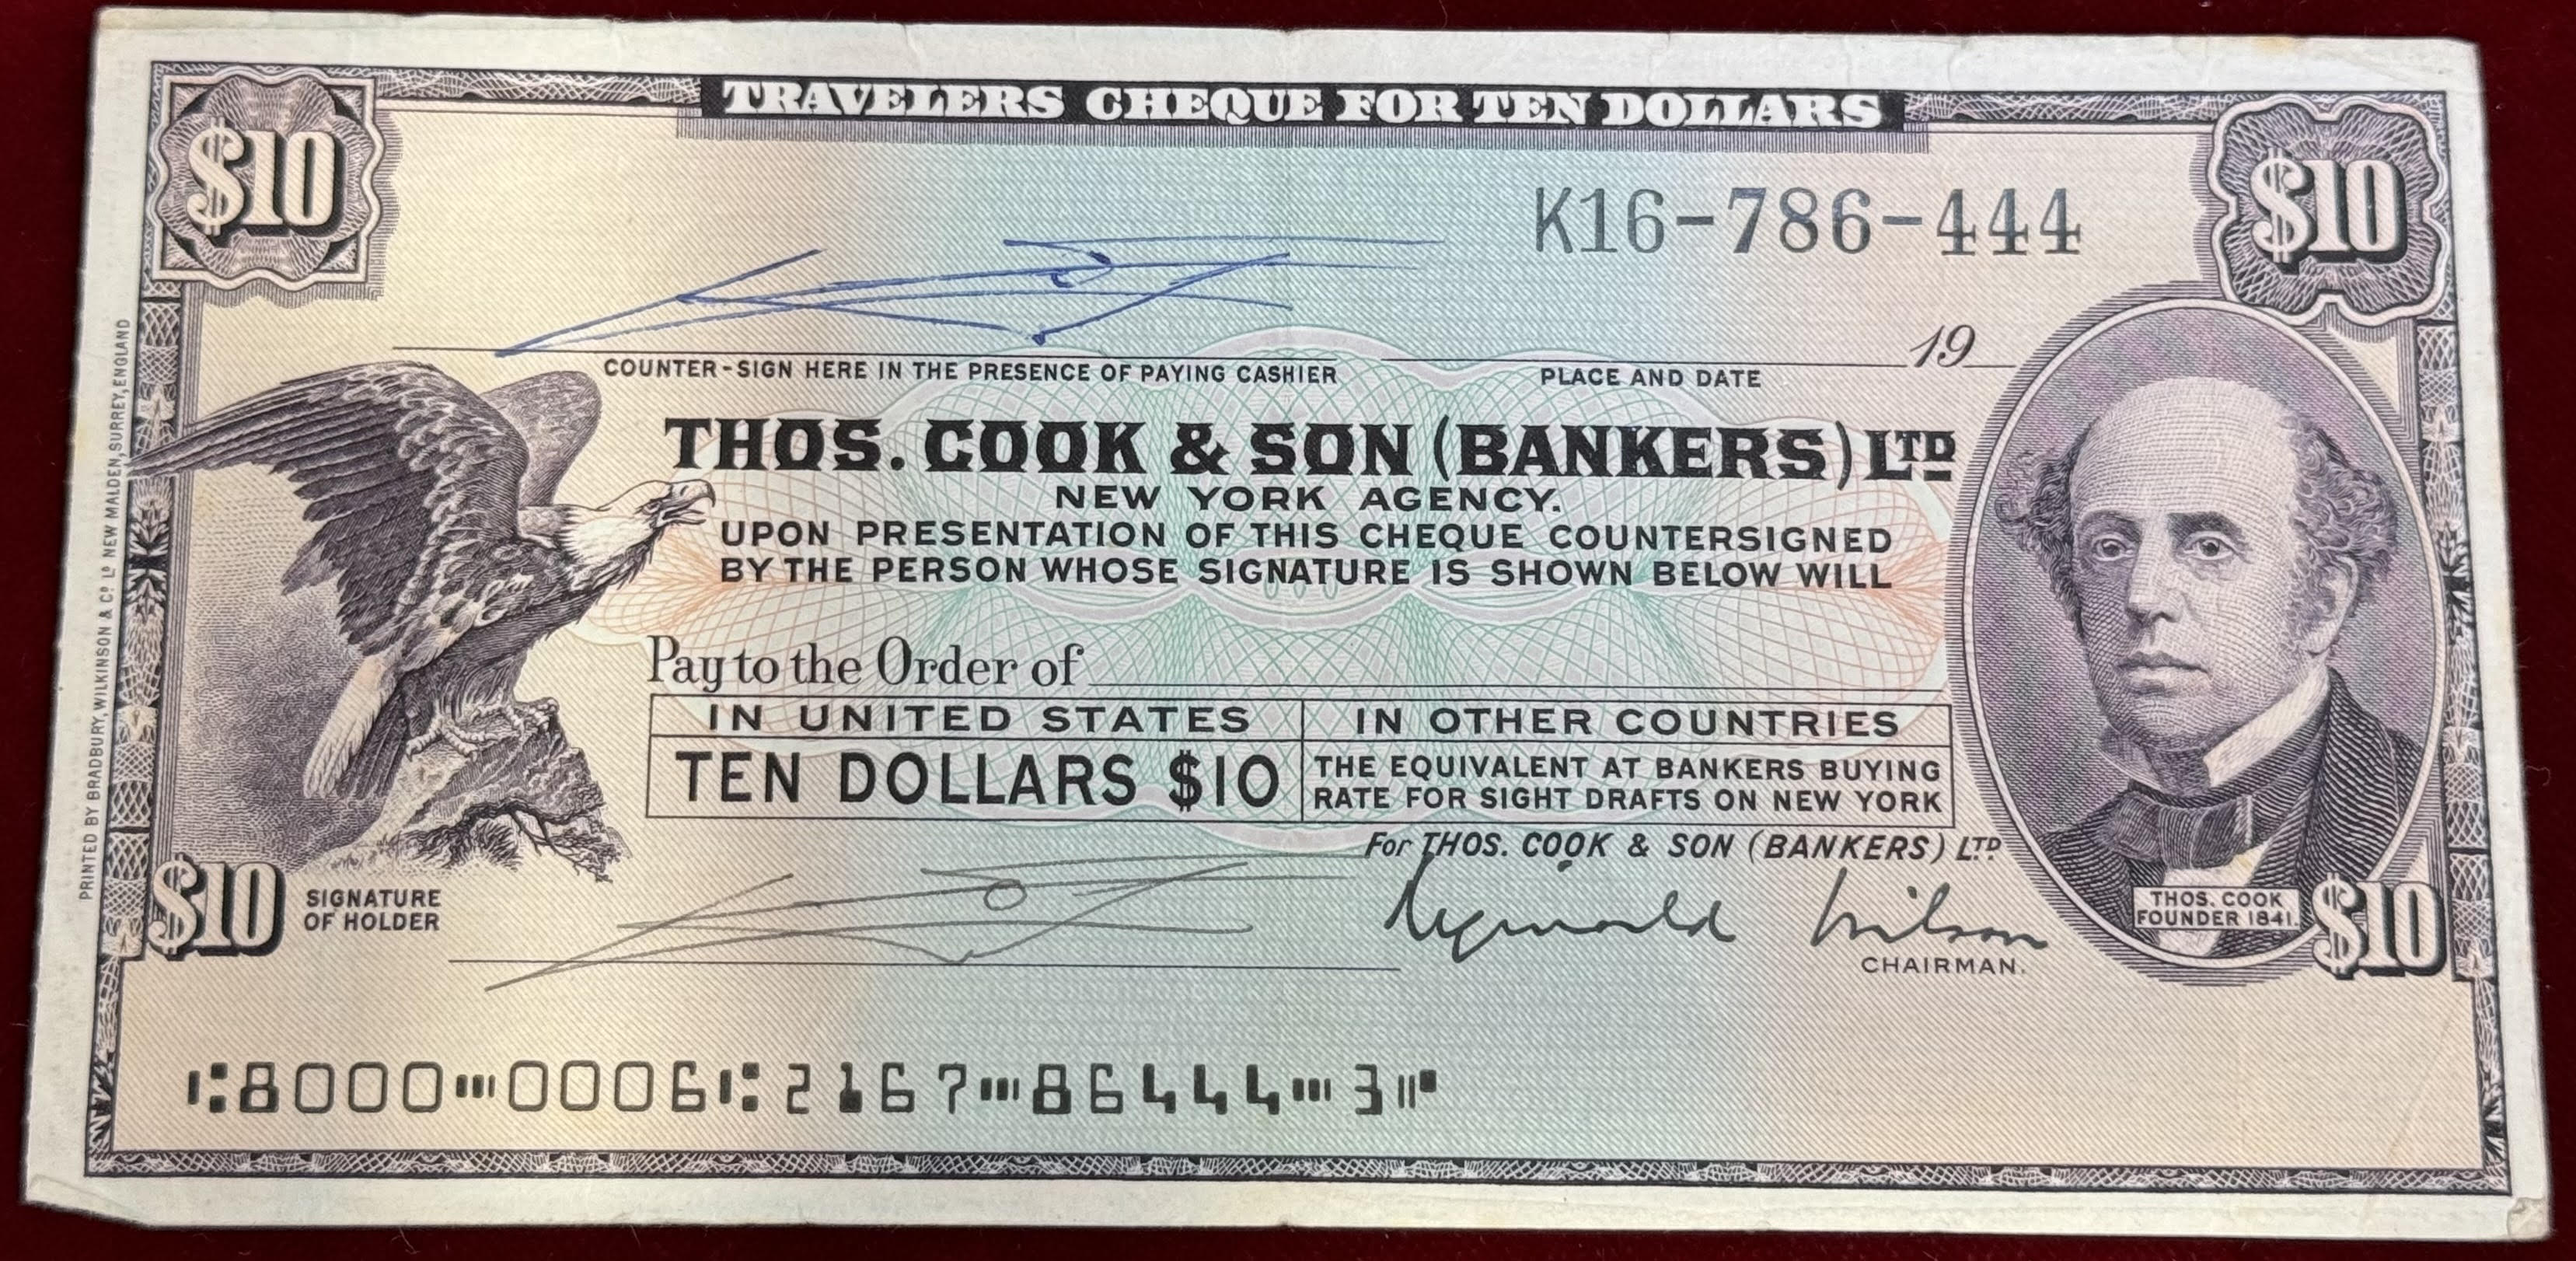 TRAVELERS CHEQUE FOR TEN DOLLARS
$10
$10
K16-786-444
19
COUNTER-SIGN HERE IN THE PRESENCE OF PAYING CASHIER
PLACE AND DATE
THOS. COOK & SON (BANKERS) LTD
NEW YORK AGENCY.
UPON PRESENTATION OF THIS CHEQUE COUNTERSIGNED
BY THE PERSON WHOSE SIGNATURE IS SHOWN BELOW WILL
Pay to the Order of
IN UNITED STATES
TEN DOLLARS $10
IN OTHER COUNTRIES
THE EQUIVALENT AT BANKERS BUYING
RATE FOR SIGHT DRAFTS ON NEW YORK
For THOS. COOK & SON (BANKERS) LTD
$10
SIGNATURE
OF HOLDER
Reginald Wilson
CHAIRMAN.
THOS. COOK
FOUNDER 1841.
$10
⑆8000⑉0006⑆2167⑉86444⑉3⑈
PRINTED BY BRADBURY, WILKINSON & Co. Ld. NEW MALDEN, SURREY, ENGLAND